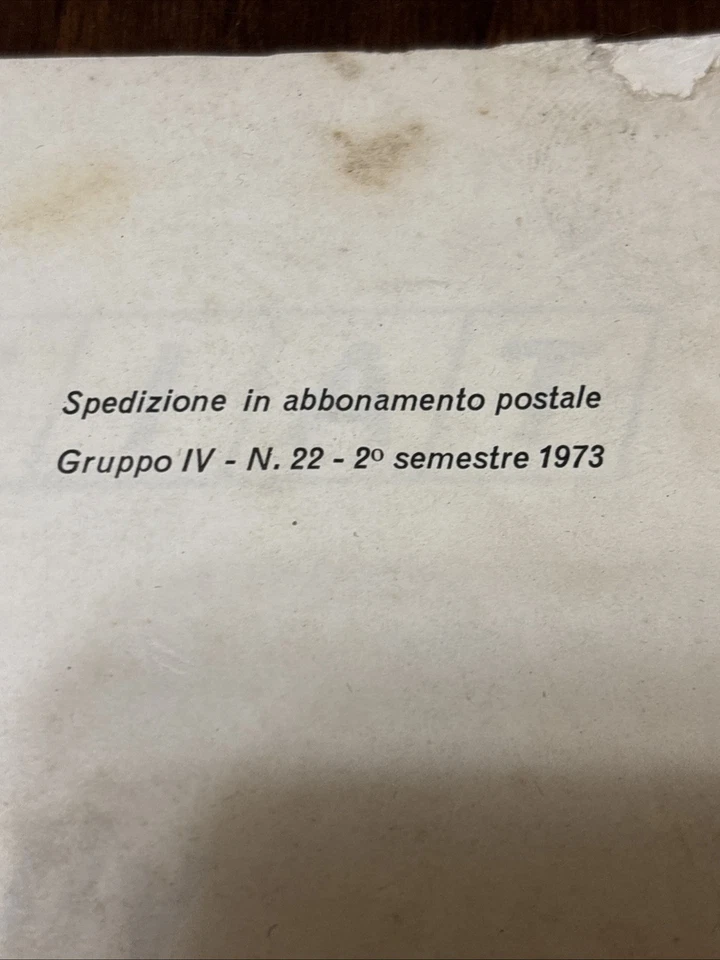 Spedizione in abbonamento postale
Gruppo IV - N. 22 - 2º semestre 1973